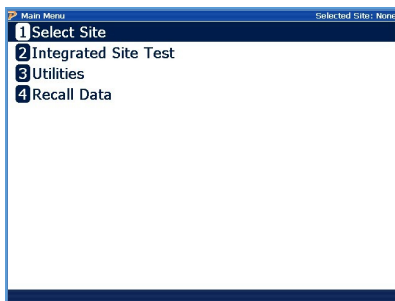 Main Menu Selected Site: None
1 Select Site
2 Integrated Site Test
3 Utilities
4 Recall Data